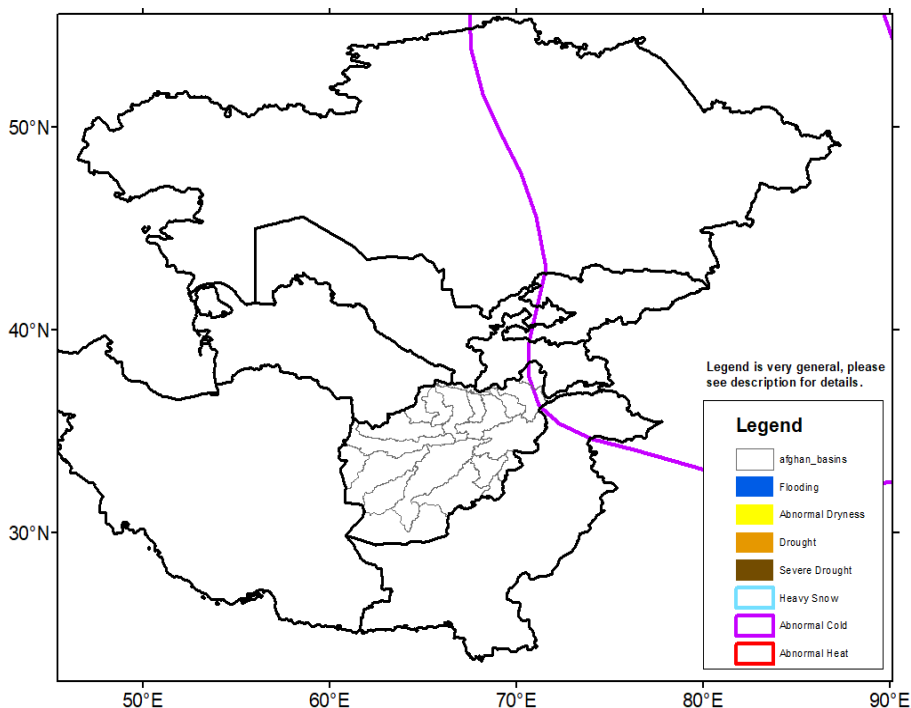 50°N
40°N
30°N
Legend is very general, please
see description for details.
Legend
afghan_basins
Flooding
Abnormal Dryness
Drought
Severe Drought
Heavy Snow
Abnormal Cold
Abnormal Heat
50°E
60°E
70°E
80°E
90°E